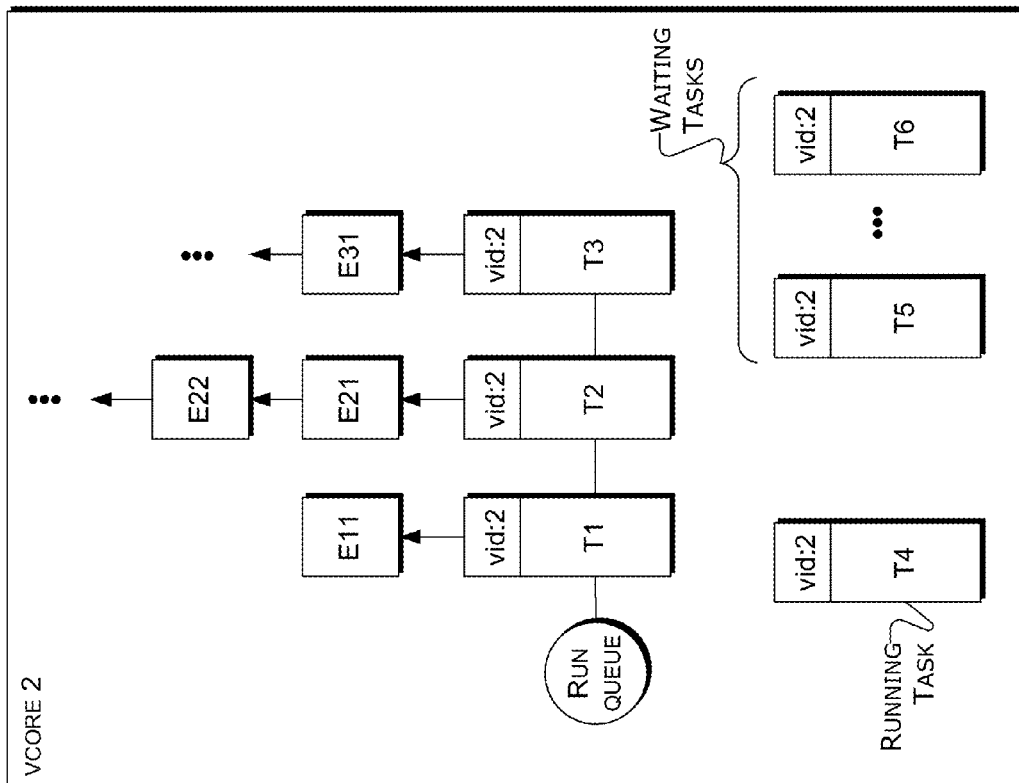 VCORE 2
•••
E22
•••
E11
E21
E31
vid:2
vid:2
vid:2
RUN
QUEUE
T1
T2
T3
WAITING
TASKS
vid:2
vid:2
vid:2
T4
T5
•••
T6
RUNNING
TASK